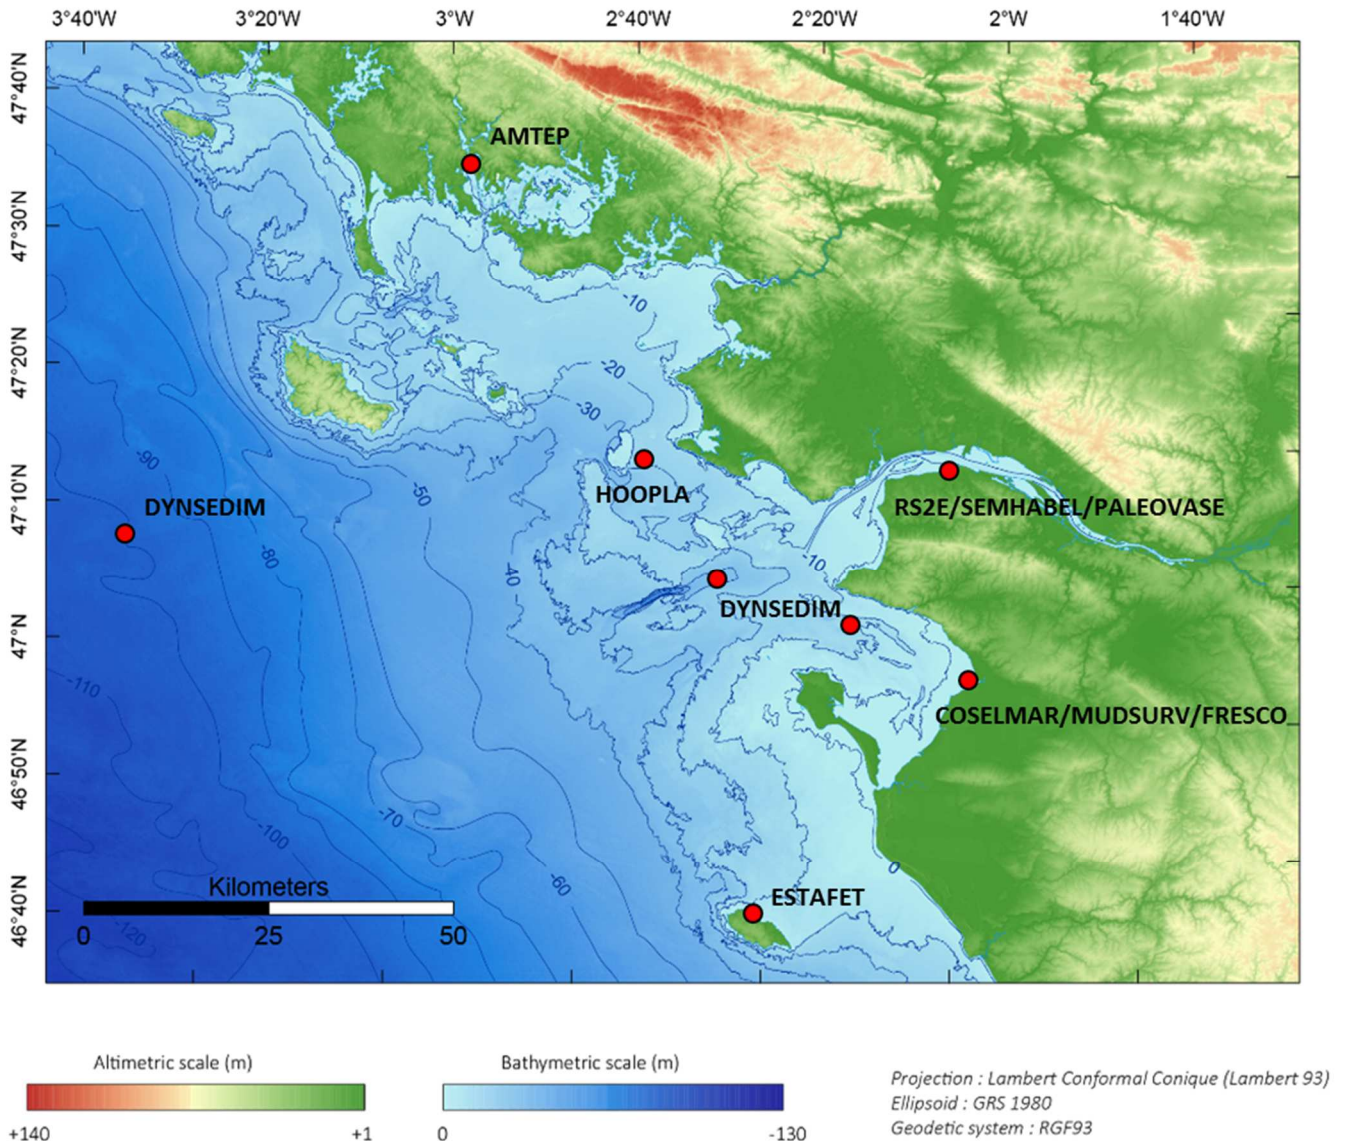 3°40'W 3°20'W 3°W 2°40'W 2°20'W 2°W 1°40'W
47°40'N
AMTEP
47°30'N
-10
47°20'N
-20
-30
-90
-50
HOOPLA
47°10'N
DYNSEDIM
RS2E/SEMHABEL/PALEOVASE
-80
-40
-10
DYNSEDIM
47°N
-110
COSELMAR/MUDSURV/FRESCO
46°50'N
-70
-100
0
-60
Kilometers
ESTAFET
46°40'N
0 25 50
-120
Altimetric scale (m)
+140 +1
Bathymetric scale (m)
0 -130
Projection : Lambert Conformal Conique (Lambert 93)
Ellipsoid : GRS 1980
Geodetic system : RGF93